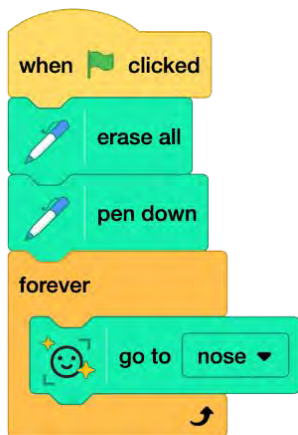 when clicked
erase all
pen down
forever
go to nose